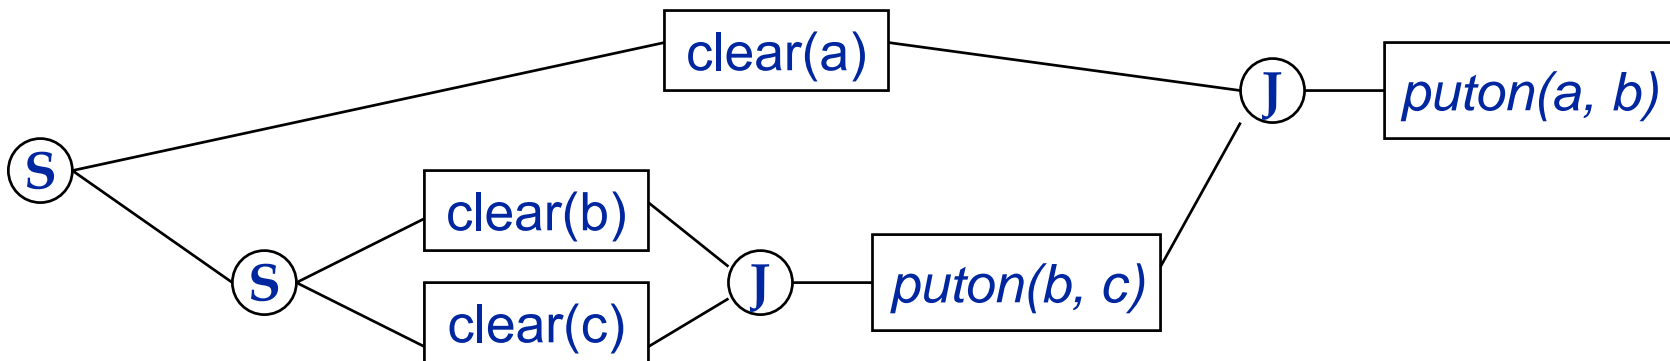 clear(a)
J
puton(a, b)
S
clear(b)
S
J
puton(b, c)
clear(c)